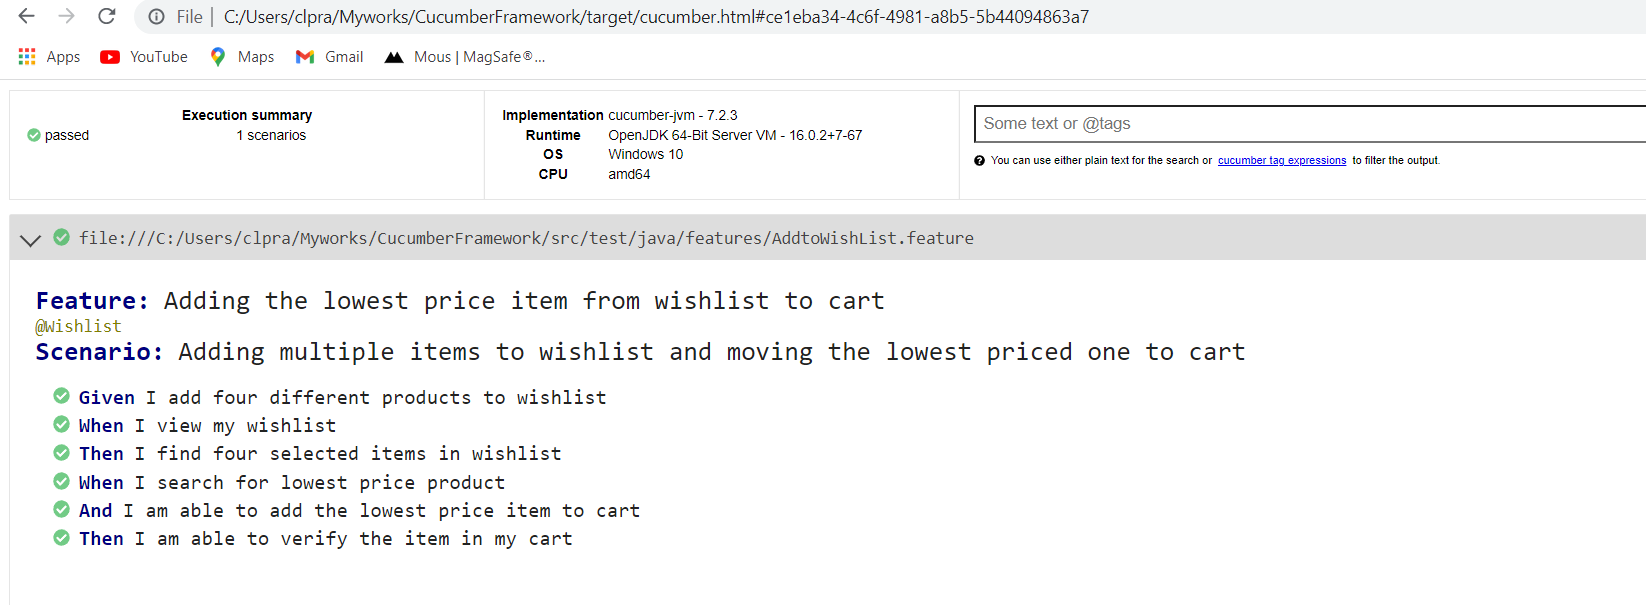 File | C:/Users/clpra/Myworks/CucumberFramework/target/cucumber.html#ce1eba34-4c6f-4981-a8b5-5b44094863a7
Apps YouTube Maps Gmail Mous | MagSafe®...
Execution summary
passed 1 scenarios
Implementation cucumber-jvm - 7.2.3
Runtime OpenJDK 64-Bit Server VM - 16.0.2+7-67
OS Windows 10
CPU amd64
Some text or @tags
You can use either plain text for the search or cucumber tag expressions to filter the output.
file:///C:/Users/clpra/Myworks/CucumberFramework/src/test/java/features/AddtoWishList.feature
Feature: Adding the lowest price item from wishlist to cart
@Wishlist
Scenario: Adding multiple items to wishlist and moving the lowest priced one to cart
Given I add four different products to wishlist
When I view my wishlist
Then I find four selected items in wishlist
When I search for lowest price product
And I am able to add the lowest price item to cart
Then I am able to verify the item in my cart